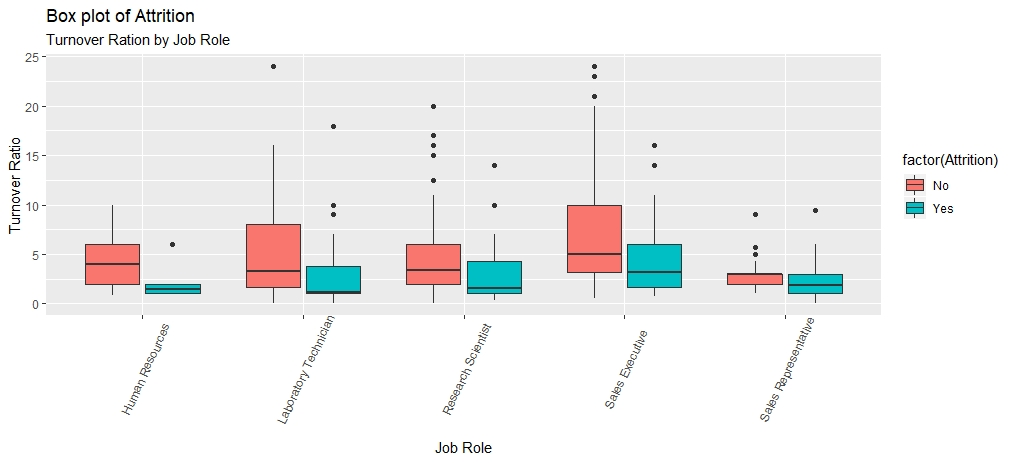 Box plot of Attrition
Turnover Ration by Job Role
25
20
15
10
5
0
Turnover Ratio
Human Resources
Laboratory Technician
Research Scientist
Sales Executive
Sales Representative
Job Role
factor(Attrition)
No
Yes